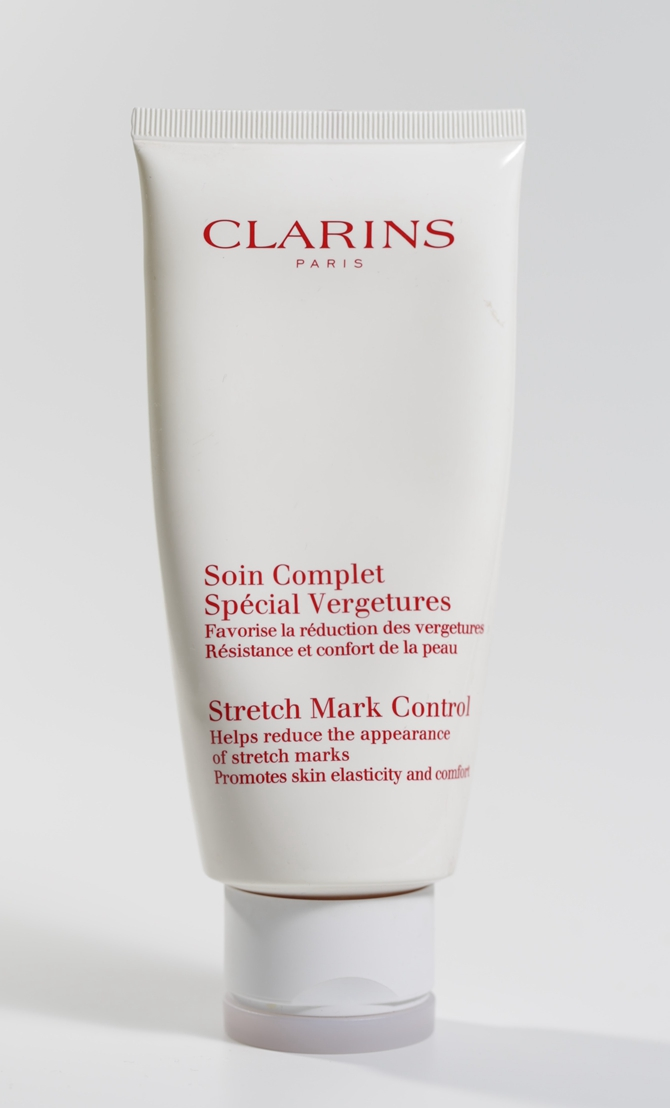 CLARINS
PARIS
Soin Complet
Spécial Vergetures
Favorise la réduction des vergetures
Résistance et confort de la peau
Stretch Mark Control
Helps reduce the appearance
of stretch marks
Promotes skin elasticity and comfort